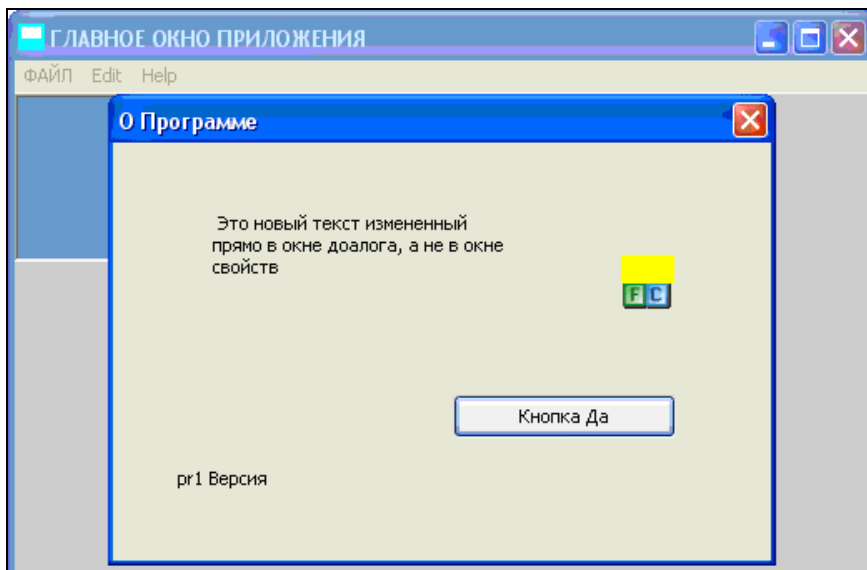 ГЛАВНОЕ ОКНО ПРИЛОЖЕНИЯ
ФАЙЛ Edit Help
О Программе
Это новый текст измененный
прямо в окне доалога, а не в окне
свойств
F C
Кнопка Да
pr1 Версия